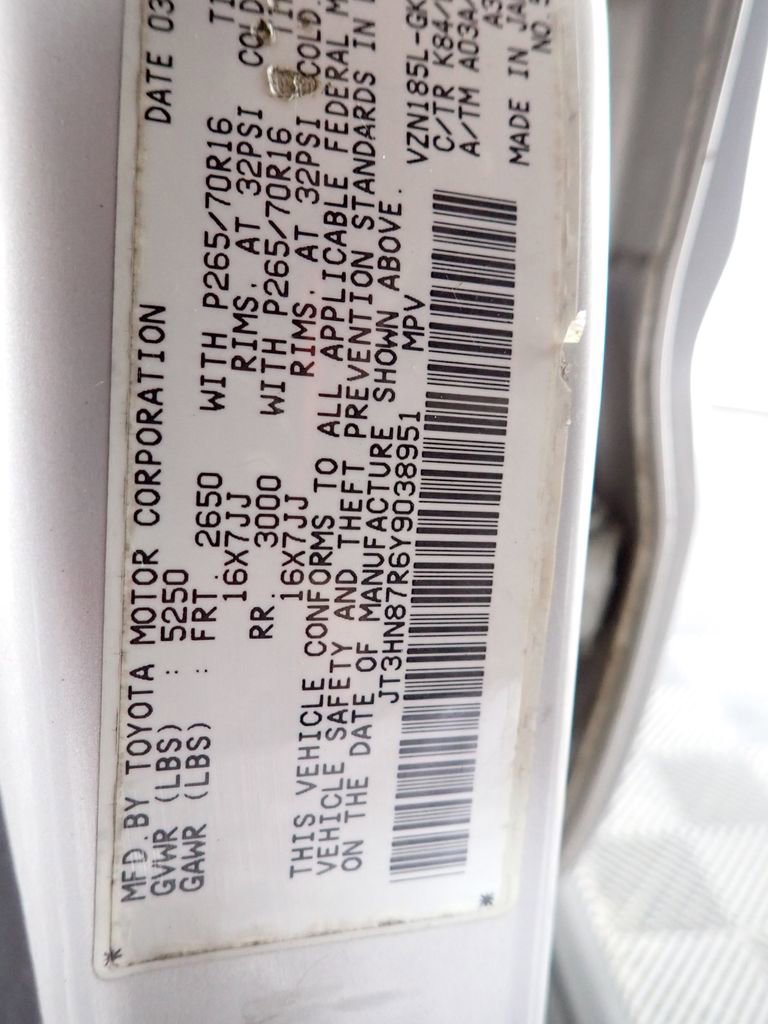 MFD.BY TOYOTA MOTOR CORPORATION DATE 03
GVWR (LBS) : 5250
GAWR (LBS) : FRT. 2650 WITH P265/70R16
16X7JJ RIMS. AT 32PSI COLD
RR. 3000 WITH P265/70R16
16X7JJ RIMS. AT 32PSI COLD.
THIS VEHICLE CONFORMS TO ALL APPLICABLE FEDERAL
VEHICLE SAFETY AND THEFT PREVENTION STANDARDS IN
ON THE DATE OF MANUFACTURE SHOWN ABOVE.
JT3HN87R6Y9038951 MPV
VZN185L-GK
C/TR K84/
A/TM A03A/
MADE IN
NO.